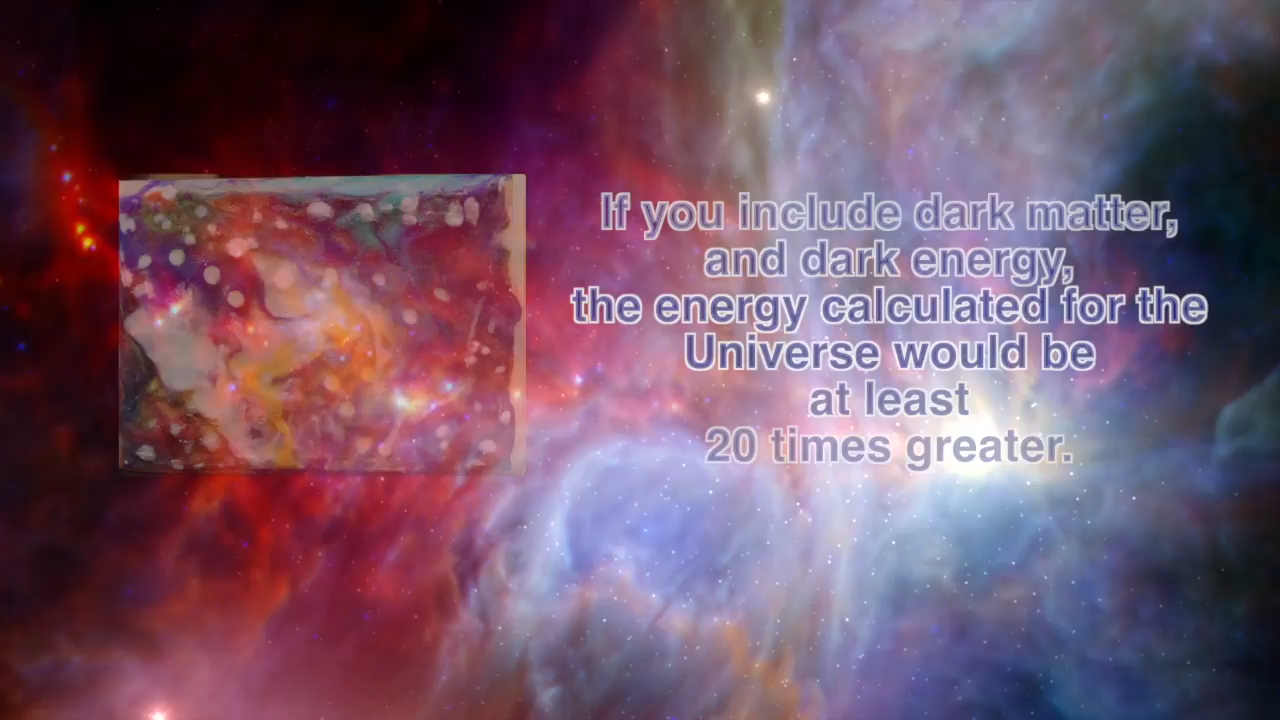 If you include dark matter,
and dark energy,
the energy calculated for the
Universe would be
at least
20 times greater.